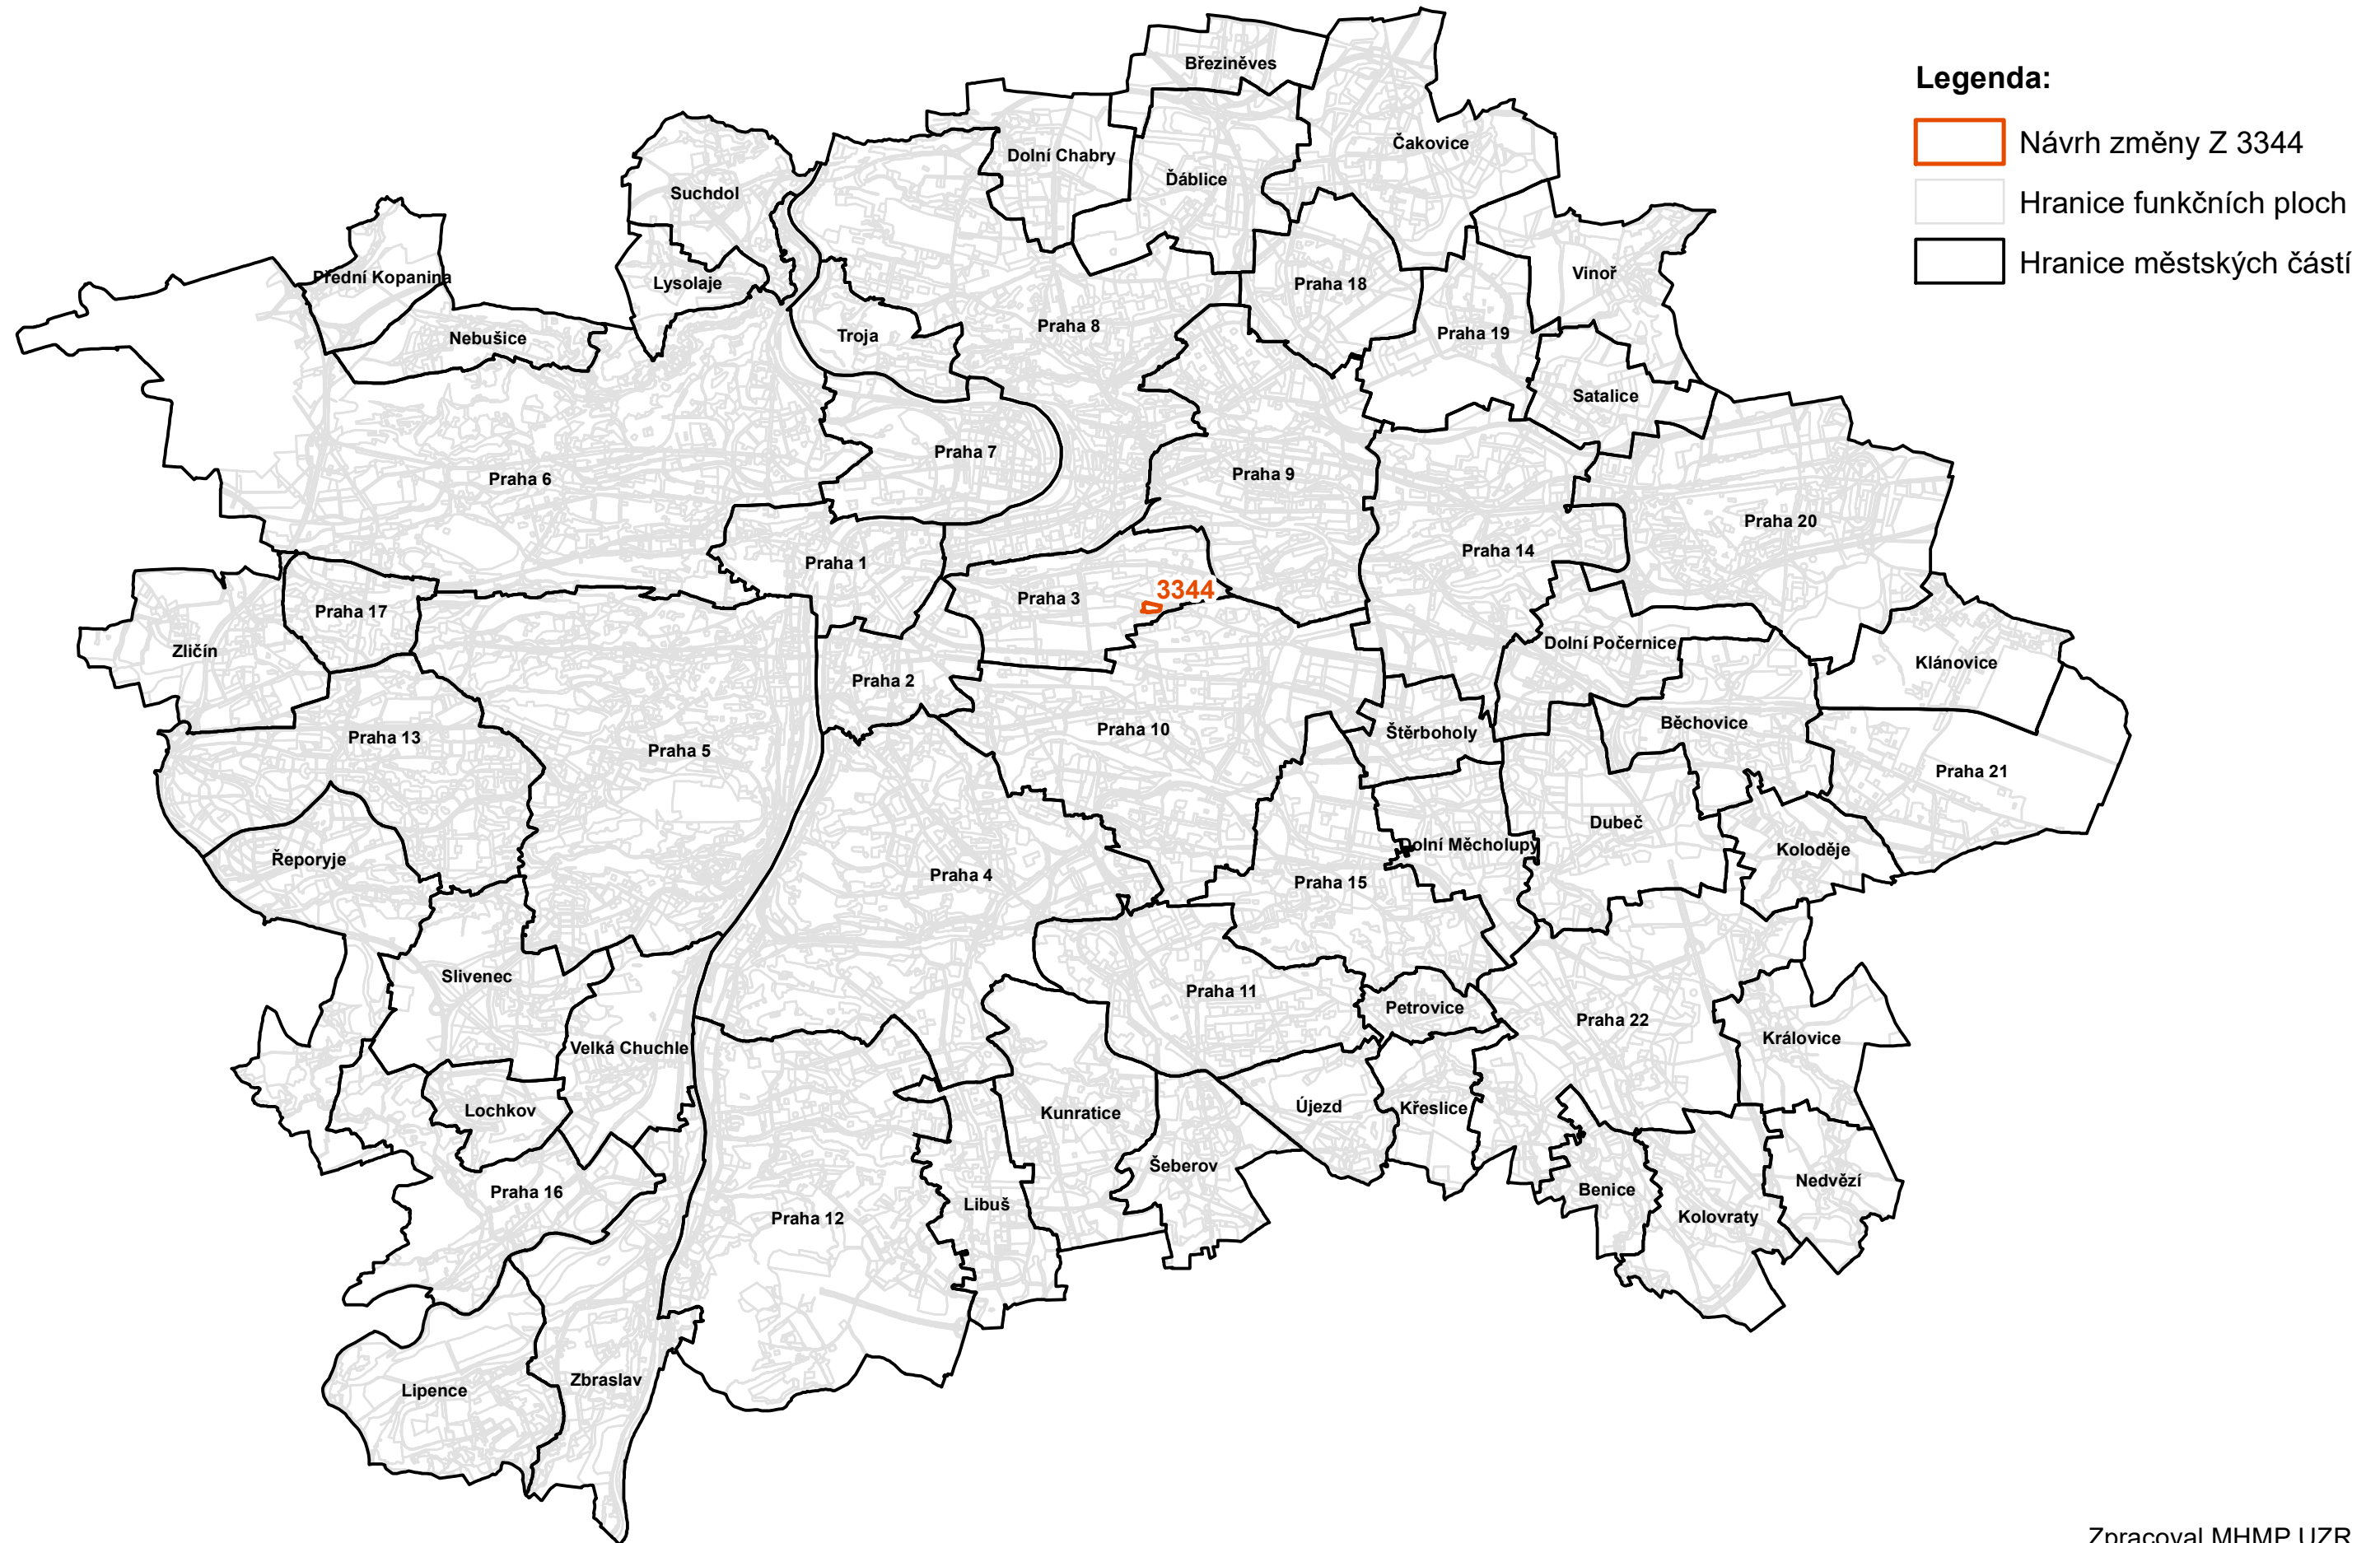 Březiněves
Legenda:
Návrh změny Z 3344
Čakovice
Dolní Chabry
Ďáblice
Suchdol
Hranice funkčních ploch
Hranice městských částí
Přední Kopanina
Lysolaje
Praha 18
Vinoř
Nebušice
Troja
Praha 8
Praha 19
Satalice
Praha 7
Praha 6
Praha 9
Praha 20
Praha 1
Praha 14
3344
Praha 3
Praha 17
Zličín
Dolní Počernice
Klánovice
Praha 2
Praha 13
Praha 5
Praha 10
Štěrboholy
Běchovice
Praha 21
Řeporyje
Praha 4
Dolní Měcholupy
Dubeč
Koloděje
Praha 15
Slivenec
Praha 11
Petrovice
Praha 22
Královice
Velká Chuchle
Lochkov
Kunratice
Újezd
Křeslice
Šeberov
Praha 16
Libuš
Praha 12
Benice
Kolovraty
Nedvězí
Lipence
Zbraslav
Zpracoval MHMP UZR